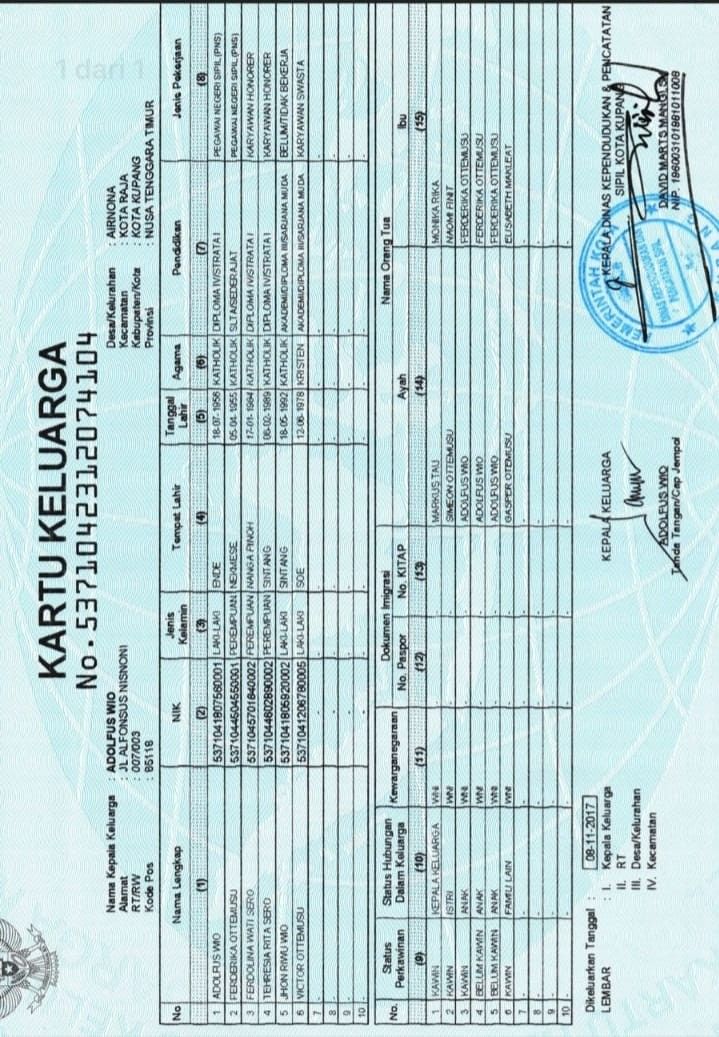 1 dari 1
KARTU KELUARGA
No. 5371042312074104
Nama Kepala Keluarga : ADOLFUS WIO
Alamat : JL ALFONSUS NISNONI
RT/RW : 007/003
Kode Pos : 85118
Desa/Kelurahan : AIRNONA
Kecamatan : KOTA RAJA
Kabupaten/Kota : KOTA KUPANG
Provinsi : NUSA TENGGARA TIMUR
No Nama Lengkap NIK Jenis Kelamin Tempat Lahir Tanggal Lahir Agama Pendidikan Jenis Pekerjaan
(1) (2) (3) (4) (5) (6) (7) (8)
1 ADOLFUS WIO 5371041807560001 LAKI-LAKI ENDE 18-07-1956 KATHOLIK DIPLOMA IV/STRATA I PEGAWAI NEGERI SIPIL (PNS)
2 FERDERIKA OTTEMUSU 5371044504550001 PEREMPUAN NEKMESE 05-04-1955 KATHOLIK SLTA/SEDERAJAT PEGAWAI NEGERI SIPIL (PNS)
3 FERDOLINA WATI SERO 5371045701840002 PEREMPUAN NANGA PINOH 17-01-1984 KATHOLIK DIPLOMA IV/STRATA I KARYAWAN HONORER
4 TEHRESIA RITA SERO 5371044602890002 PEREMPUAN SINTANG 06-02-1989 KATHOLIK DIPLOMA IV/STRATA I KARYAWAN HONORER
5 JHON RIWU WIO 5371041805920002 LAKI-LAKI SINTANG 18-05-1992 KATHOLIK AKADEMI/DIPLOMA III/SARJANA MUDA BELUM/TIDAK BEKERJA
6 VICTOR OTTEMUSU 5371041206780005 LAKI-LAKI SOE 12-06-1978 KRISTEN AKADEMI/DIPLOMA III/SARJANA MUDA KARYAWAN SWASTA
7
8
9
10
No. Status Perkawinan Status Hubungan Dalam Keluarga Kewarganegaraan Dokumen Imigrasi No. Paspor No. KITAP Nama Orang Tua Ayah Ibu
(9) (10) (11) (12) (13) (14) (15)
1 KAWIN KEPALA KELUARGA WNI MARKUS TAU MONIKA RIKA
2 KAWIN ISTRI WNI SIMEON OTTEMUSU NAOMI FINIT
3 KAWIN ANAK WNI ADOLFUS WIO FERDERIKA OTTEMUSU
4 BELUM KAWIN ANAK WNI ADOLFUS WIO FERDERIKA OTTEMUSU
5 BELUM KAWIN ANAK WNI ADOLFUS WIO FERDERIKA OTTEMUSU
6 KAWIN FAMILI LAIN WNI GASPER OTEMUSU ELISABETH MAKLEAT
7
8
9
10
Dikeluarkan Tanggal : 08-11-2017
LEMBAR : I. Kepala Keluarga
II. RT
III. Desa/Kelurahan
IV. Kecamatan
KEPALA KELUARGA
ADOLFUS WIO
Tanda Tangan/Cap Jempol
KEPALA DINAS KEPENDUDUKAN & PENCATATAN
SIPIL KOTA KUPANG
DAVID MARTS
NIP. 196003101981011008
PEMERINTAH KOTA